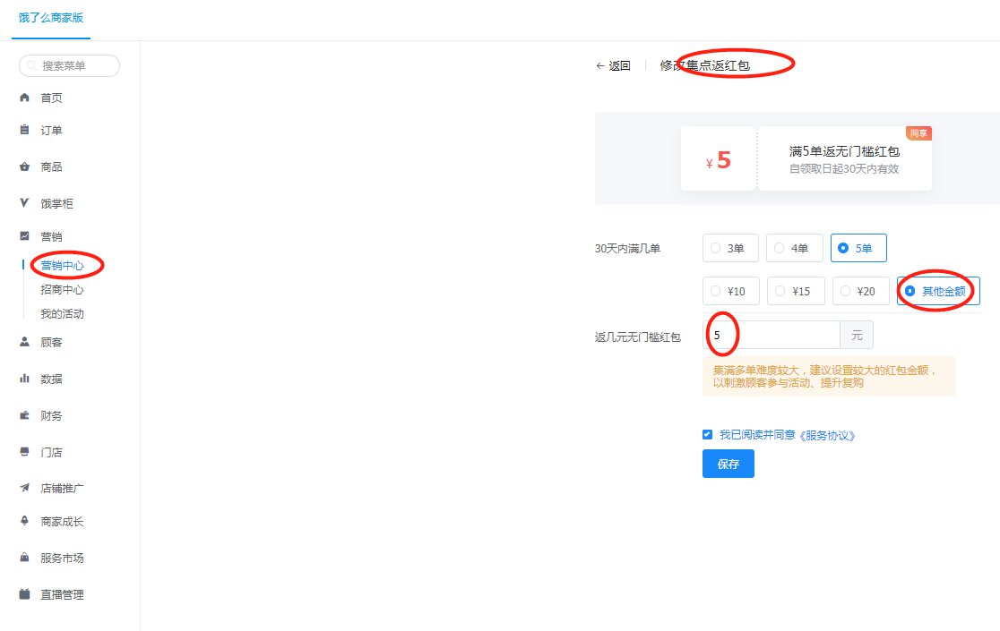 饿了么商家版
搜索菜单
首页
订单
商品
饿掌柜
营销
营销中心
招商中心
我的活动
顾客
数据
财务
门店
店铺推广
商家成长
服务市场
直播管理
← 返回 修改集点返红包
同享
¥ 5
满5单返无门槛红包
自领取日起30天内有效
30天内满几单 3单 4单 5单
¥10 ¥15 ¥20 其他金额
返几元无门槛红包 5 元
集满多单难度较大，建议设置较大的红包金额，
以刺激顾客参与活动、提升复购
我已阅读并同意《服务协议》
保存